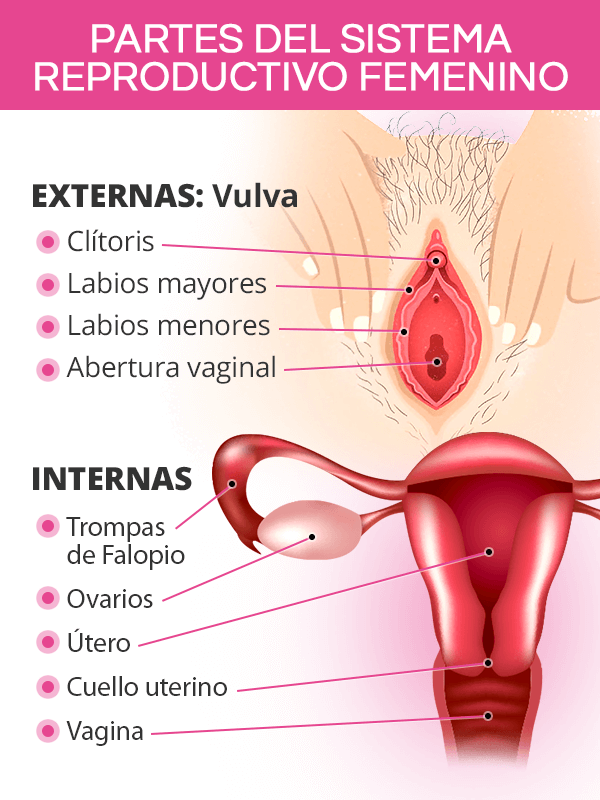 PARTES DEL SISTEMA
REPRODUCTIVO FEMENINO
EXTERNAS: Vulva
Clítoris
Labios mayores
Labios menores
Abertura vaginal
INTERNAS
Trompas
de Falopio
Ovarios
Útero
Cuello uterino
Vagina